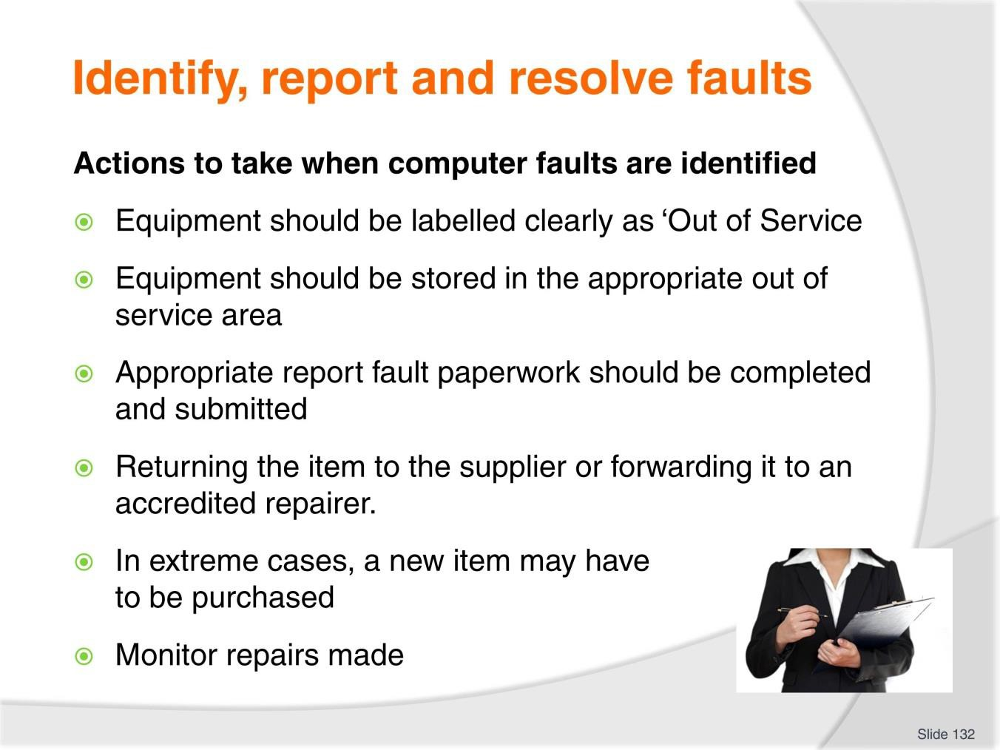 Identify, report and resolve faults
Actions to take when computer faults are identified
Equipment should be labelled clearly as ‘Out of Service
Equipment should be stored in the appropriate out of
service area
Appropriate report fault paperwork should be completed
and submitted
Returning the item to the supplier or forwarding it to an
accredited repairer.
In extreme cases, a new item may have
to be purchased
Monitor repairs made
Slide 132